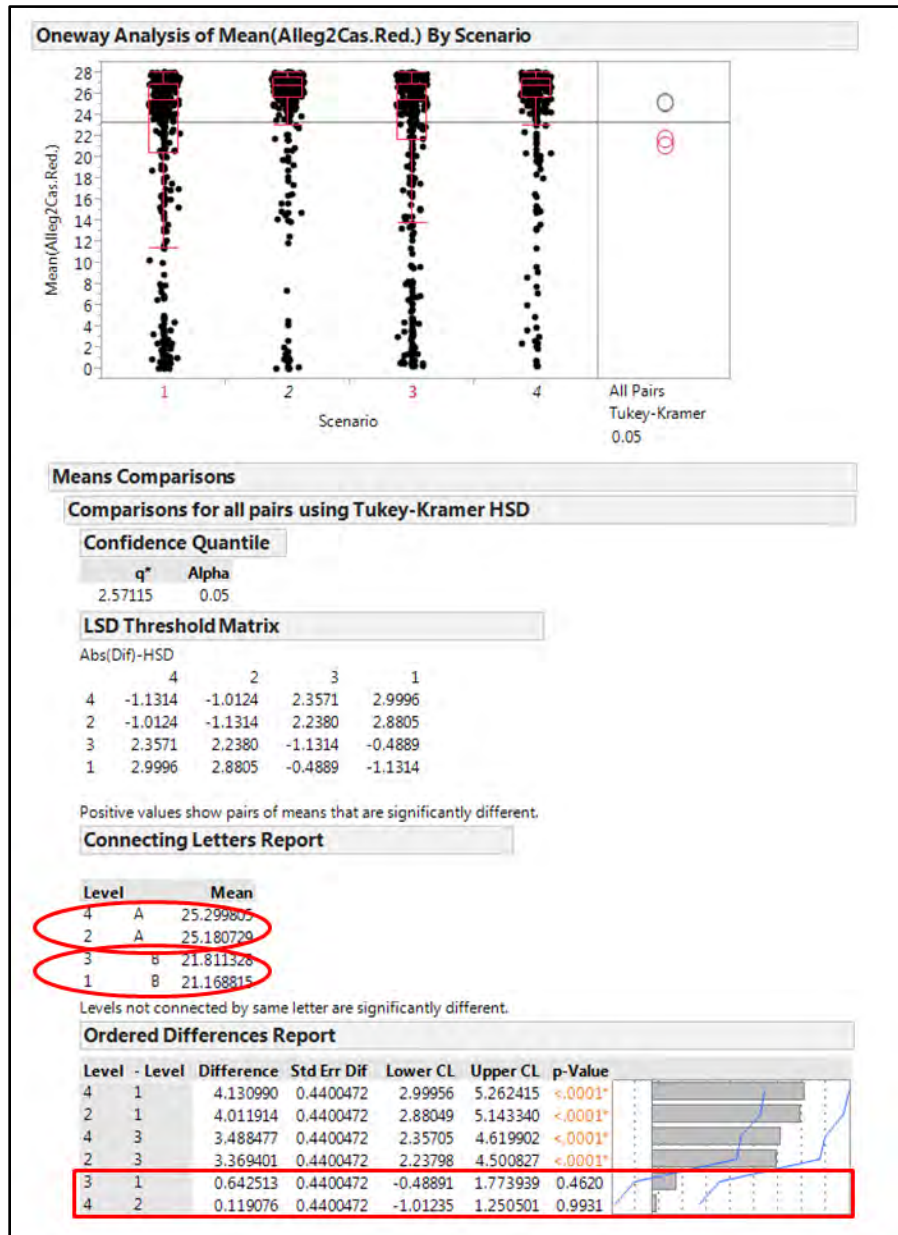 Oneway Analysis of Mean(Alleg2Cas.Red.) By Scenario
28
26
24
22
20
18
16
14
12
10
8
6
4
2
0
Mean(Alleg2Cas.Red.)
1 2 3 4 All Pairs
Scenario Tukey-Kramer
0.05
Means Comparisons
Comparisons for all pairs using Tukey-Kramer HSD
Confidence Quantile
q* Alpha
2.57115 0.05
LSD Threshold Matrix
Abs(Dif)-HSD
4 2 3 1
4 -1.1314 -1.0124 2.3571 2.9996
2 -1.0124 -1.1314 2.2380 2.8805
3 2.3571 2.2380 -1.1314 -0.4889
1 2.9996 2.8805 -0.4889 -1.1314
Positive values show pairs of means that are significantly different.
Connecting Letters Report
Level Mean
4 A 25.299805
2 A 25.180729
3 B 21.811328
1 B 21.168815
Levels not connected by same letter are significantly different.
Ordered Differences Report
Level - Level Difference Std Err Dif Lower CL Upper CL p-Value
4 1 4.130990 0.4400472 2.99956 5.262415 <.0001*
2 1 4.011914 0.4400472 2.88049 5.143340 <.0001*
4 3 3.488477 0.4400472 2.35705 4.619902 <.0001*
2 3 3.369401 0.4400472 2.23798 4.500827 <.0001*
3 1 0.642513 0.4400472 -0.48891 1.773939 0.4620
4 2 0.119076 0.4400472 -1.01235 1.250501 0.9931